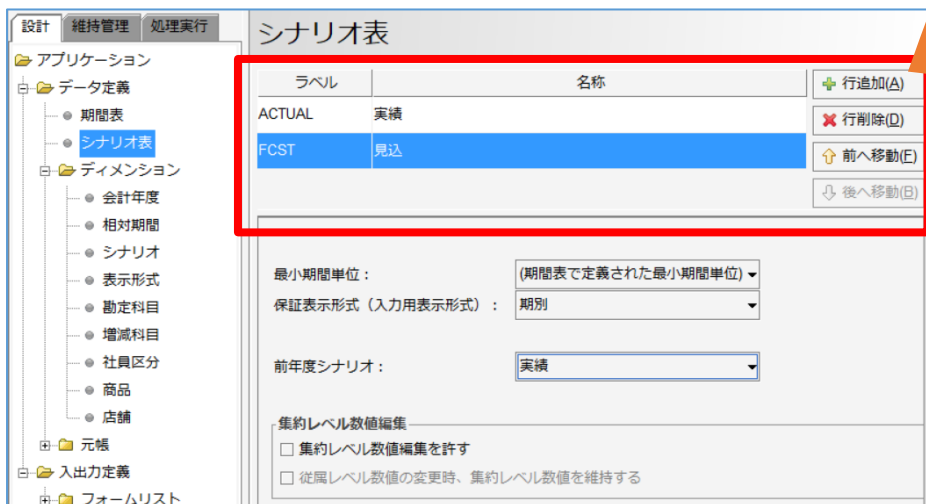 設計 維持管理 処理実行
アプリケーション
データ定義
期間表
シナリオ表
ディメンション
会計年度
相対期間
シナリオ
表示形式
勘定科目
増減科目
社員区分
商品
店舗
元帳
入出力定義
フォームリスト
シナリオ表
ラベル 名称
ACTUAL 実績
FCST 見込
行追加(A)
行削除(D)
前へ移動(F)
後へ移動(B)
最小期間単位： (期間表で定義された最小期間単位)
保証表示形式（入力用表示形式）： 期別
前年度シナリオ： 実績
集約レベル数値編集
集約レベル数値編集を許す
従属レベル数値の変更時、集約レベル数値を維持する